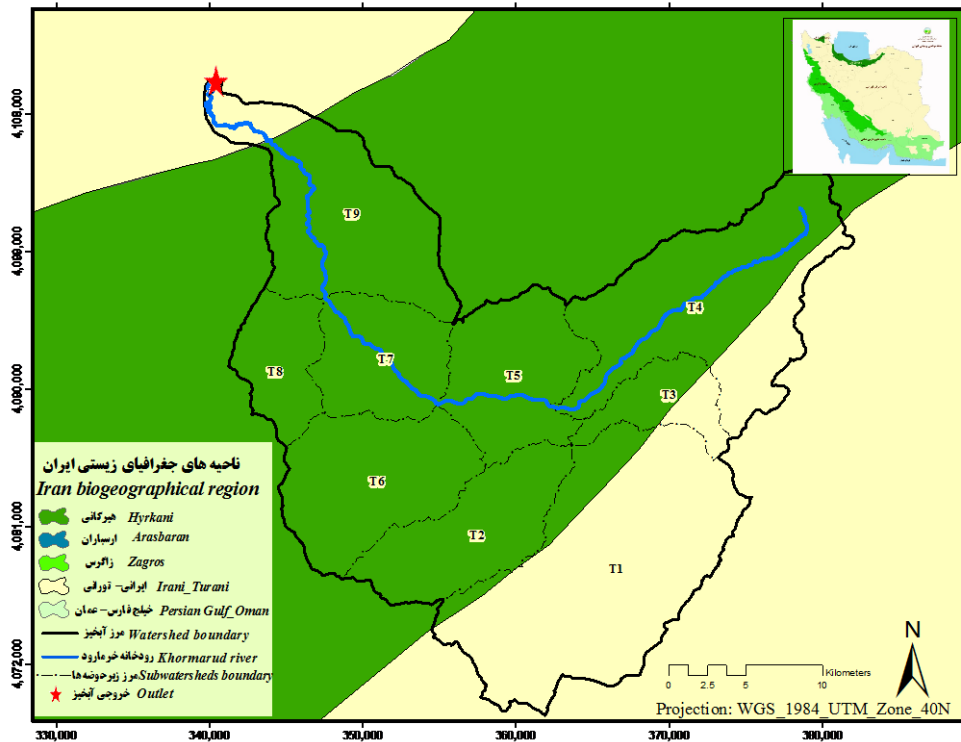 4,108,000
4,099,000
4,090,000
4,081,000
4,072,000
T9
T4
T7
T5
T8
T3
T6
T2
T1
ناحیه های جغرافیای زیستی ایران
Iran biogeographical region
هیرکانی Hyrkani
ارسباران Arasbaran
زاگرس Zagros
ایرانی- تورانی Irani_Turani
خلیج فارس- عمان Persian Gulf_Oman
مرز آبخیز Watershed boundary
رودخانه خرمارود Khormarud river
مرز زیرحوضه‌ها Subwatersheds boundary
خروجی آبخیز Outlet
N
Kilometers
0 2.5 5 10
Projection: WGS_1984_UTM_Zone_40N
330,000 340,000 350,000 360,000 370,000 380,000